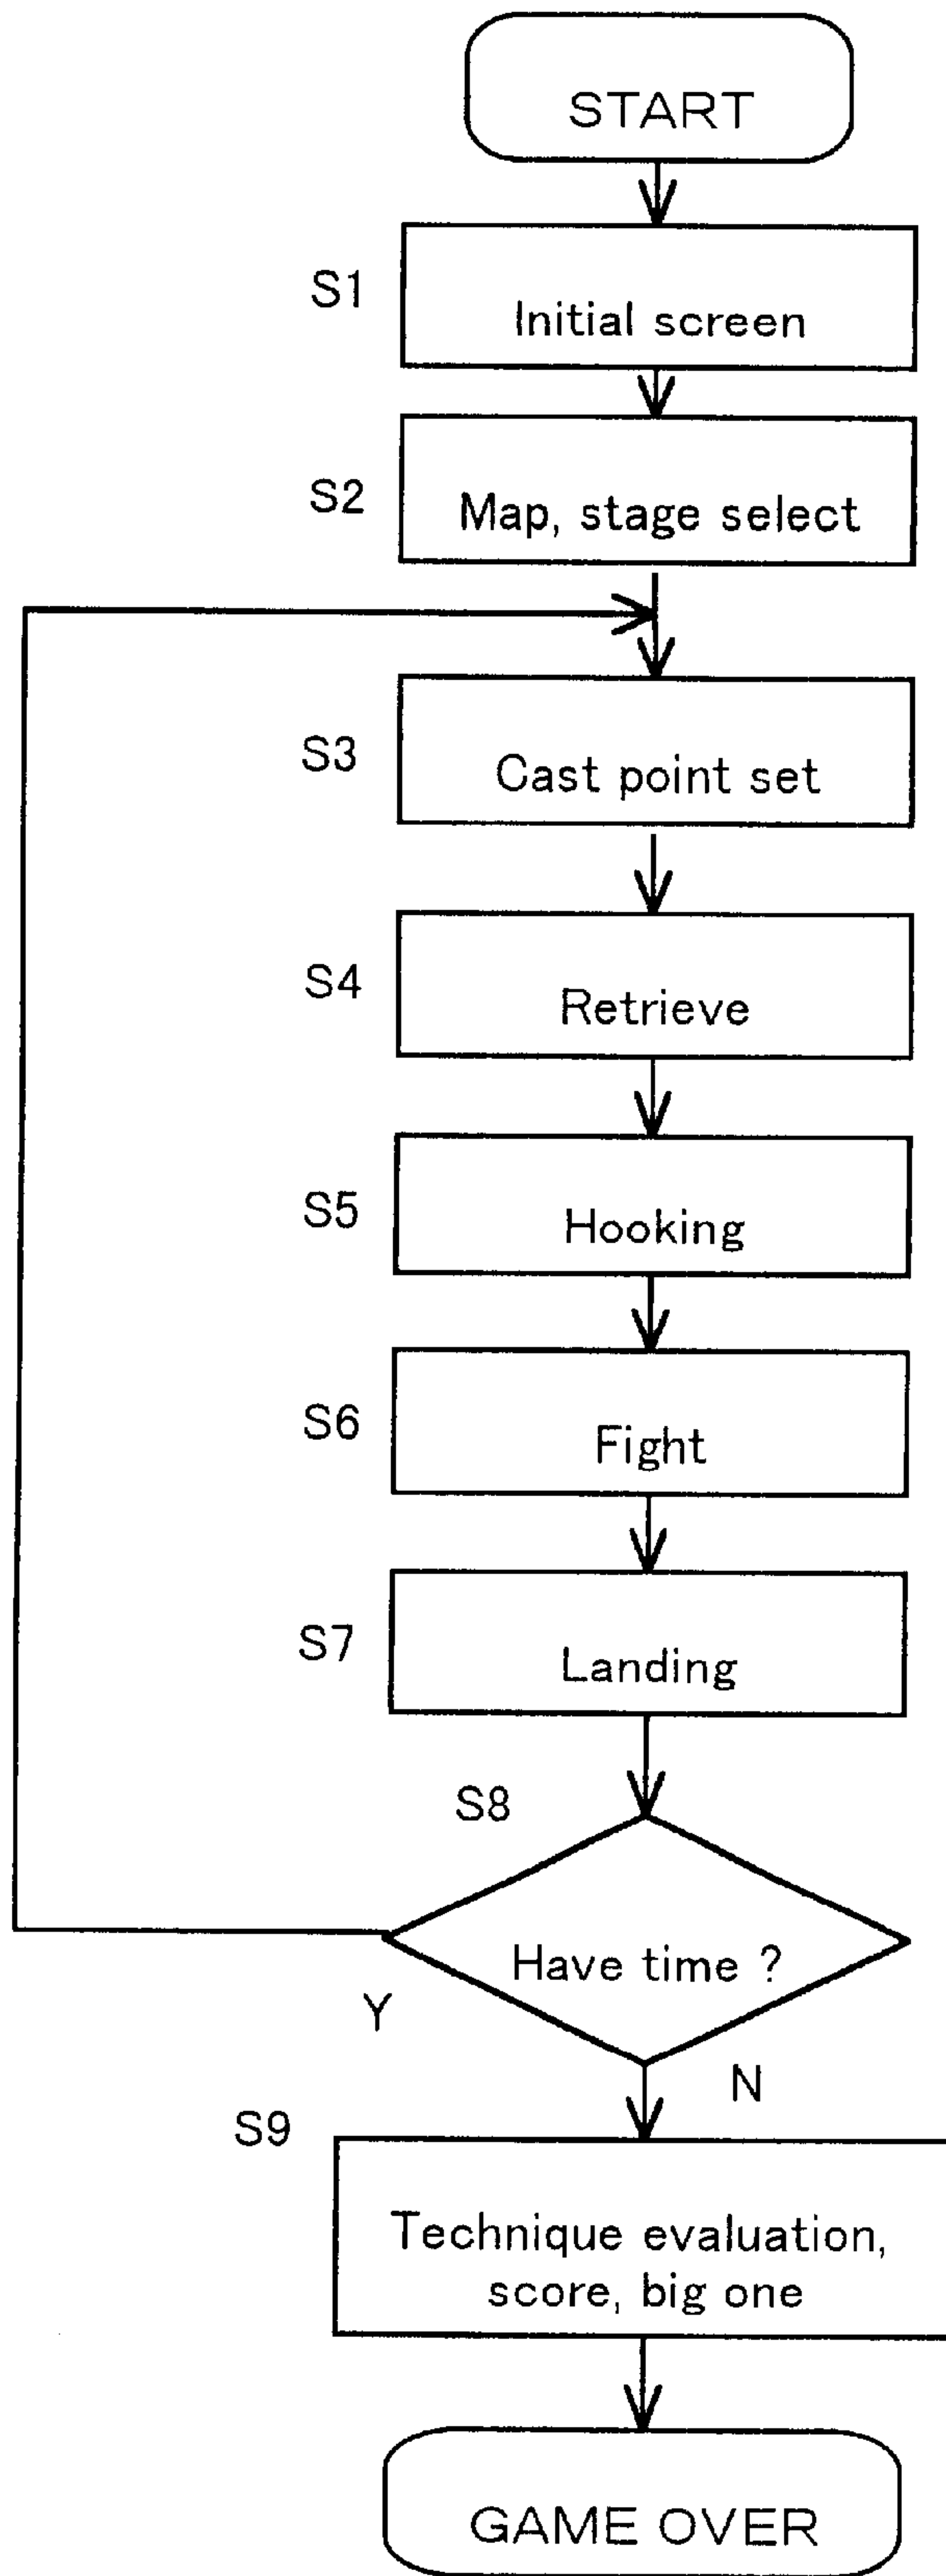 START
S1
Initial screen
S2
Map, stage select
S3
Cast point set
S4
Retrieve
S5
Hooking
S6
Fight
S7
Landing
S8
Have time ?
Y
N
S9
Technique evaluation,
score, big one
GAME OVER